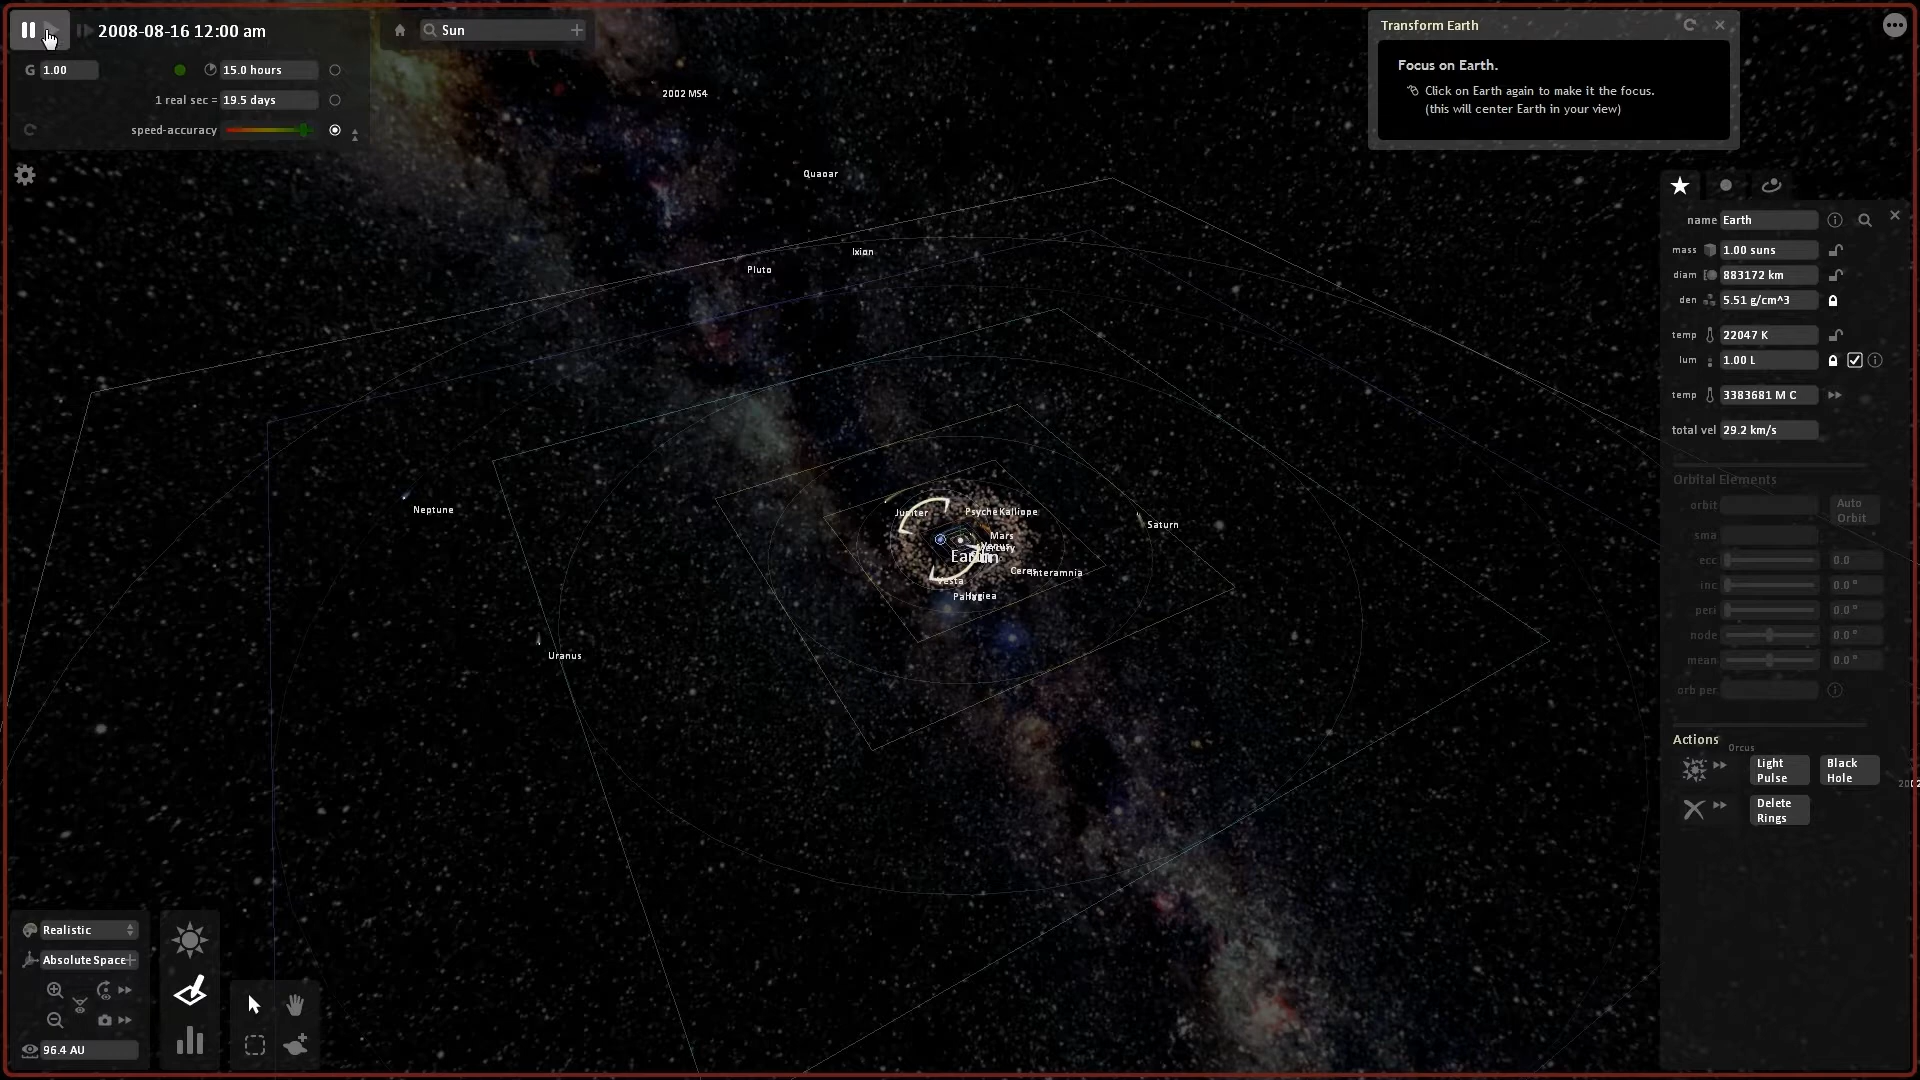 2008-08-16 12:00 am
Sun
G 1.00
15.0 hours
1 real sec = 19.5 days
speed-accuracy
Transform Earth
Focus on Earth.
Click on Earth again to make it the focus.
(this will center Earth in your view)
2002 MS4
Quaoar
Ixion
Pluto
Neptune
Uranus
Jupiter
Psyche Kalliope
Saturn
Mars
Venus
Mercury
Earth
Ceres Interamnia
Vesta
Pallas Hygiea
name Earth
mass 1.00 suns
diam 883172 km
den 5.51 g/cm^3
temp 22047 K
lum 1.00 L
temp 3383681 M C
total vel 29.2 km/s
Orbital Elements
orbit
Auto
Orbit
sma
ecc 0.0
inc 0.0°
peri 0.0°
node 0.0°
mean 0.0°
orb per
Actions
Orcus
Light
Pulse
Black
Hole
Delete
Rings
Realistic
Absolute Space
96.4 AU